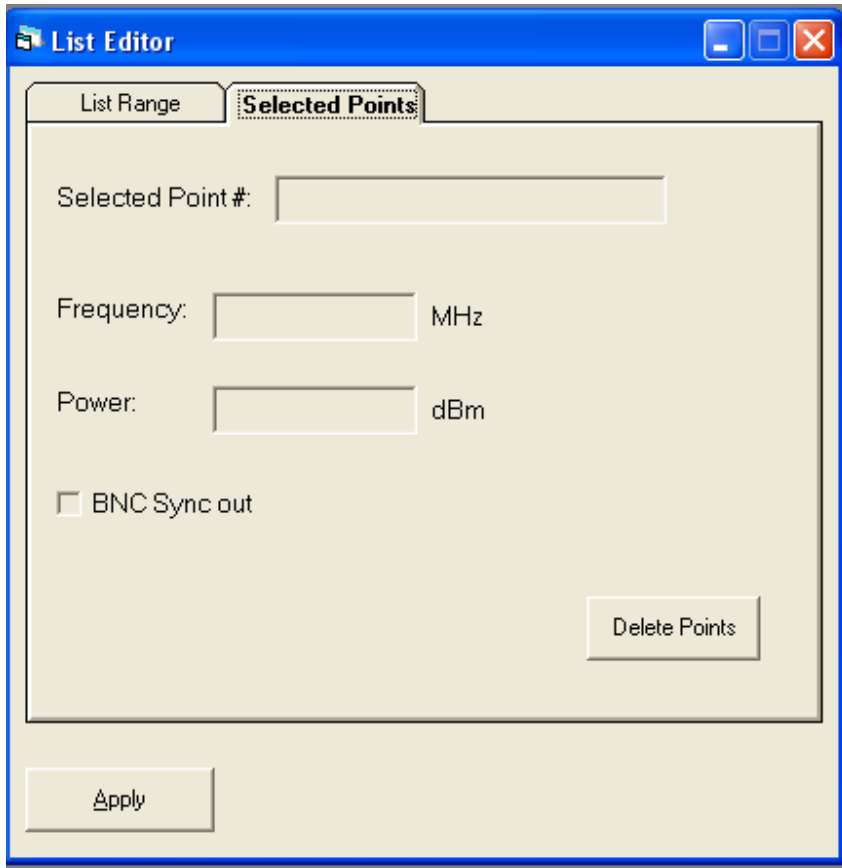 List Editor
List Range
Selected Points
Selected Point #:
Frequency:
MHz
Power:
dBm
BNC Sync out
Delete Points
Apply